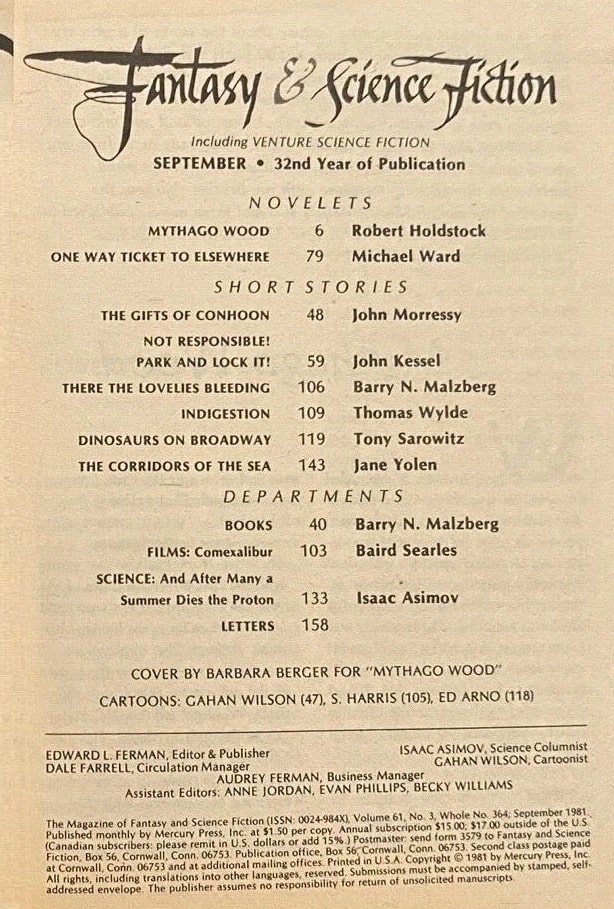 Fantasy & Science Fiction
Including VENTURE SCIENCE FICTION
SEPTEMBER • 32nd Year of Publication
NOVELETS
MYTHAGO WOOD 6 Robert Holdstock
ONE WAY TICKET TO ELSEWHERE 79 Michael Ward
SHORT STORIES
THE GIFTS OF CONHOON 48 John Morressy
NOT RESPONSIBLE!
PARK AND LOCK IT! 59 John Kessel
THERE THE LOVELIES BLEEDING 106 Barry N. Malzberg
INDIGESTION 109 Thomas Wylde
DINOSAURS ON BROADWAY 119 Tony Sarowitz
THE CORRIDORS OF THE SEA 143 Jane Yolen
DEPARTMENTS
BOOKS 40 Barry N. Malzberg
FILMS: Comexalibur 103 Baird Searles
SCIENCE: And After Many a
Summer Dies the Proton 133 Isaac Asimov
LETTERS 158
COVER BY BARBARA BERGER FOR "MYTHAGO WOOD"
CARTOONS: GAHAN WILSON (47), S. HARRIS (105), ED ARNO (118)
EDWARD L. FERMAN, Editor & Publisher ISAAC ASIMOV, Science Columnist
DALE FARRELL, Circulation Manager GAHAN WILSON, Cartoonist
AUDREY FERMAN, Business Manager
Assistant Editors: ANNE JORDAN, EVAN PHILLIPS, BECKY WILLIAMS
The Magazine of Fantasy and Science Fiction (ISSN: 0024-984X), Volume 61, No. 3, Whole No. 364; September 1981.
Published monthly by Mercury Press, Inc. at $1.50 per copy. Annual subscription $15.00; $17.00 outside of the U.S.
(Canadian subscribers: please remit in U.S. dollars or add 15%.) Postmaster: send form 3579 to Fantasy and Science
Fiction, Box 56, Cornwall, Conn. 06753. Publication office, Box 56, Cornwall, Conn. 06753. Second class postage paid
at Cornwall, Conn. 06753 and at additional mailing offices. Printed in U.S.A. Copyright © 1981 by Mercury Press, Inc.
All rights, including translations into other languages, reserved. Submissions must be accompanied by stamped, self-
addressed envelope. The publisher assumes no responsibility for return of unsolicited manuscripts.